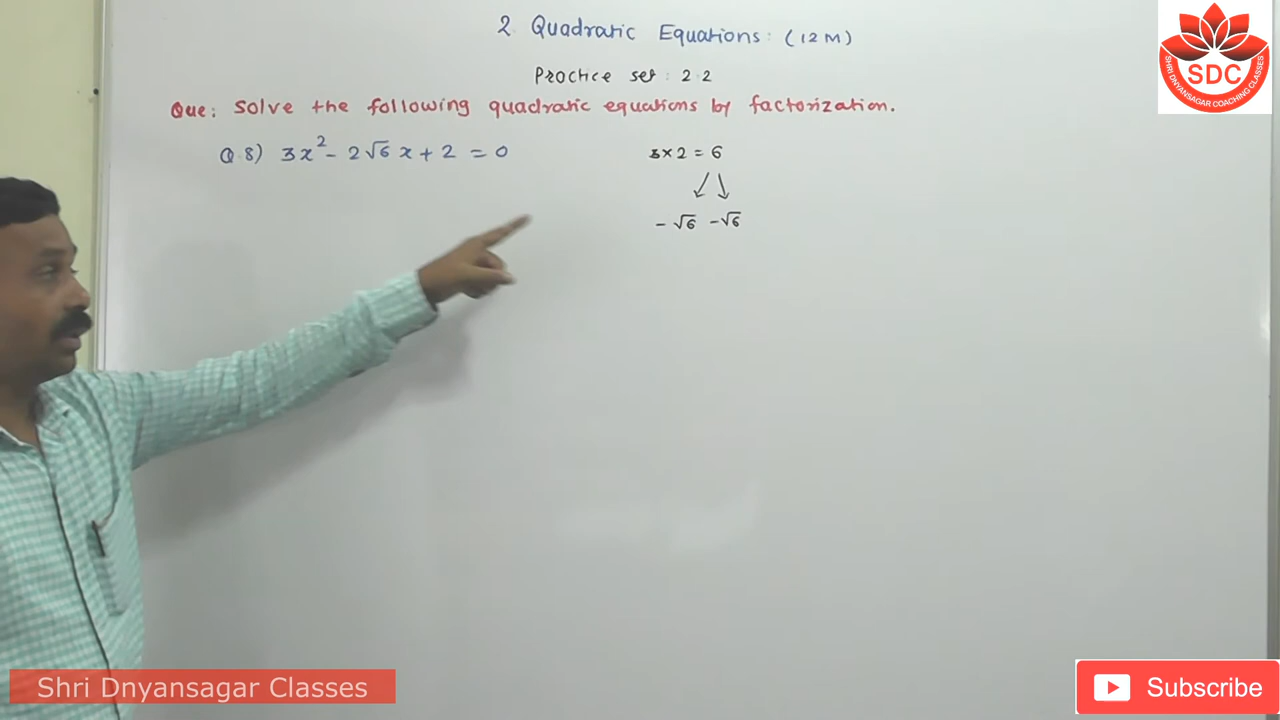 2. Quadratic Equations: (12M)
Practice set: 2.2
Que: Solve the following quadratic equations by factorization.
Q.8) 3x² - 2√6 x + 2 = 0
3×2 = 6
-√6 -√6
SDC
SHRI DNYANSAGAR COACHING CLASSES
Shri Dnyansagar Classes
Subscribe